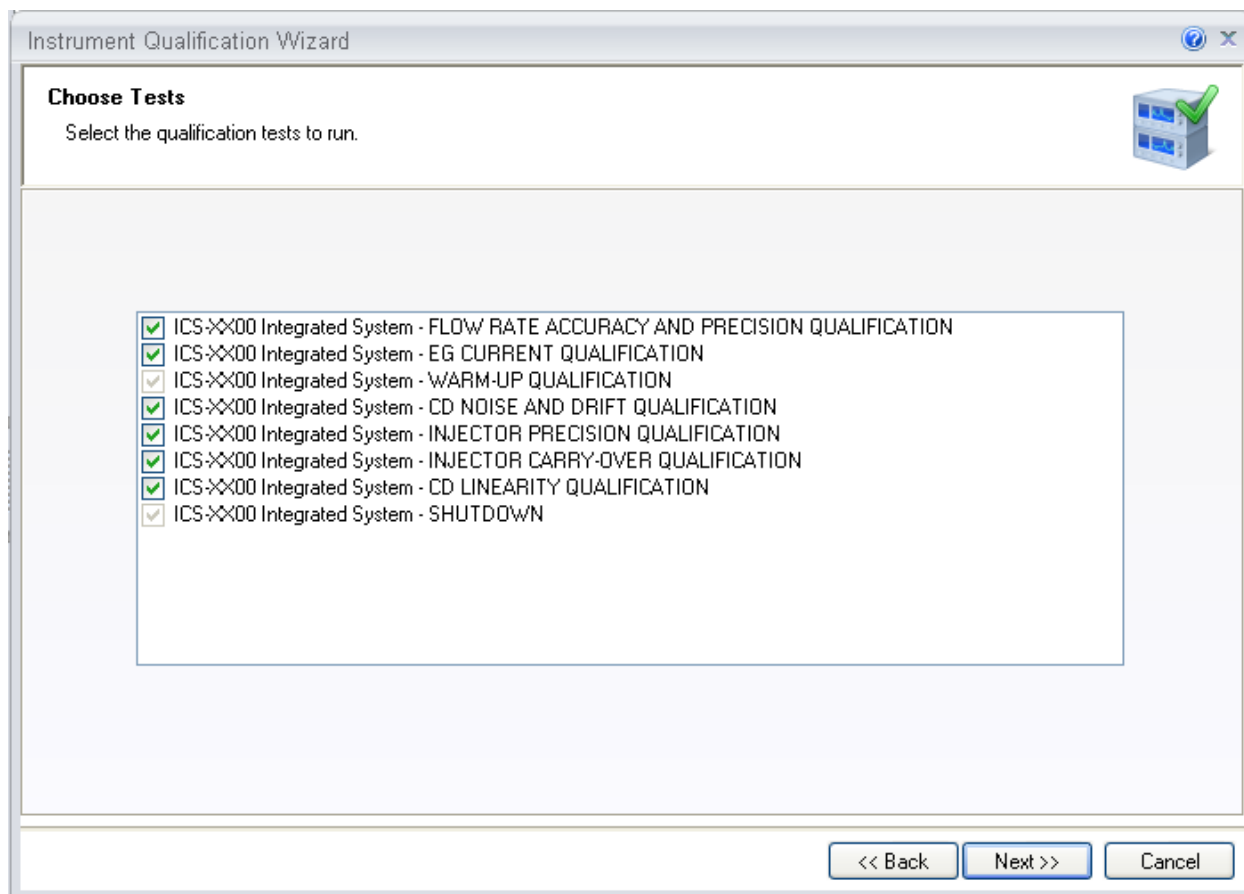 Instrument Qualification Wizard
Choose Tests
Select the qualification tests to run.
ICS-XX00 Integrated System - FLOW RATE ACCURACY AND PRECISION QUALIFICATION
ICS-XX00 Integrated System - EG CURRENT QUALIFICATION
ICS-XX00 Integrated System - WARM-UP QUALIFICATION
ICS-XX00 Integrated System - CD NOISE AND DRIFT QUALIFICATION
ICS-XX00 Integrated System - INJECTOR PRECISION QUALIFICATION
ICS-XX00 Integrated System - INJECTOR CARRY-OVER QUALIFICATION
ICS-XX00 Integrated System - CD LINEARITY QUALIFICATION
ICS-XX00 Integrated System - SHUTDOWN
<< Back Next >> Cancel